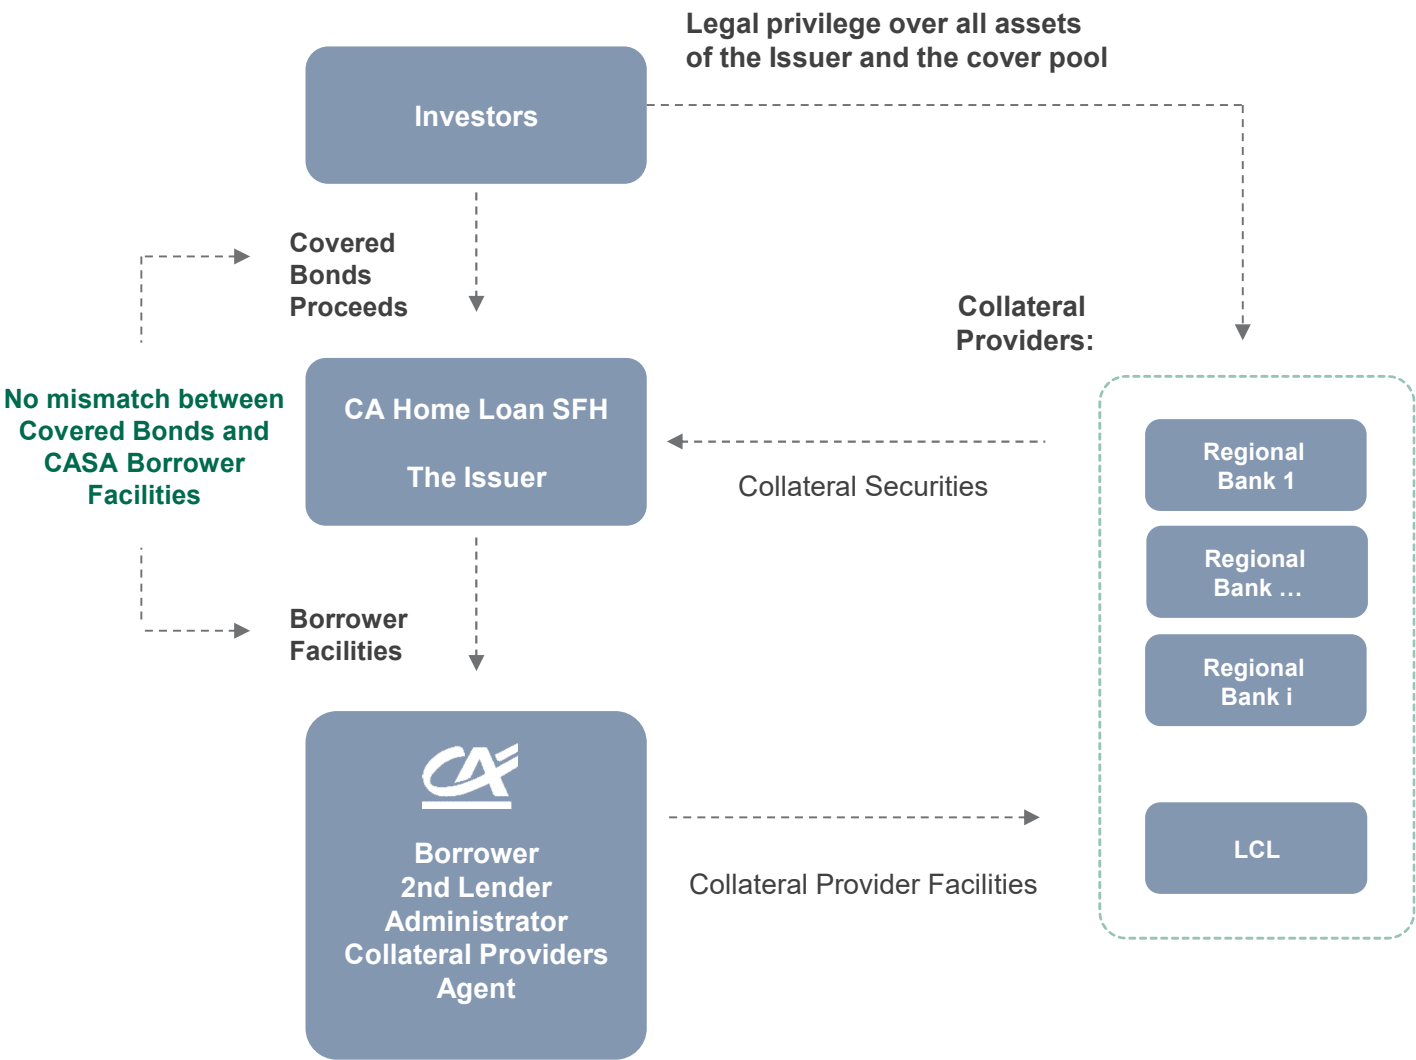 Legal privilege over all assets
of the Issuer and the cover pool
Investors
Covered
Bonds
Proceeds
Collateral
Providers:
No mismatch between
Covered Bonds and
CASA Borrower
Facilities
CA Home Loan SFH
The Issuer
Collateral Securities
Regional
Bank 1
Regional
Bank …
Regional
Bank i
Borrower
Facilities
CA
Borrower
2nd Lender
Administrator
Collateral Providers
Agent
Collateral Provider Facilities
LCL